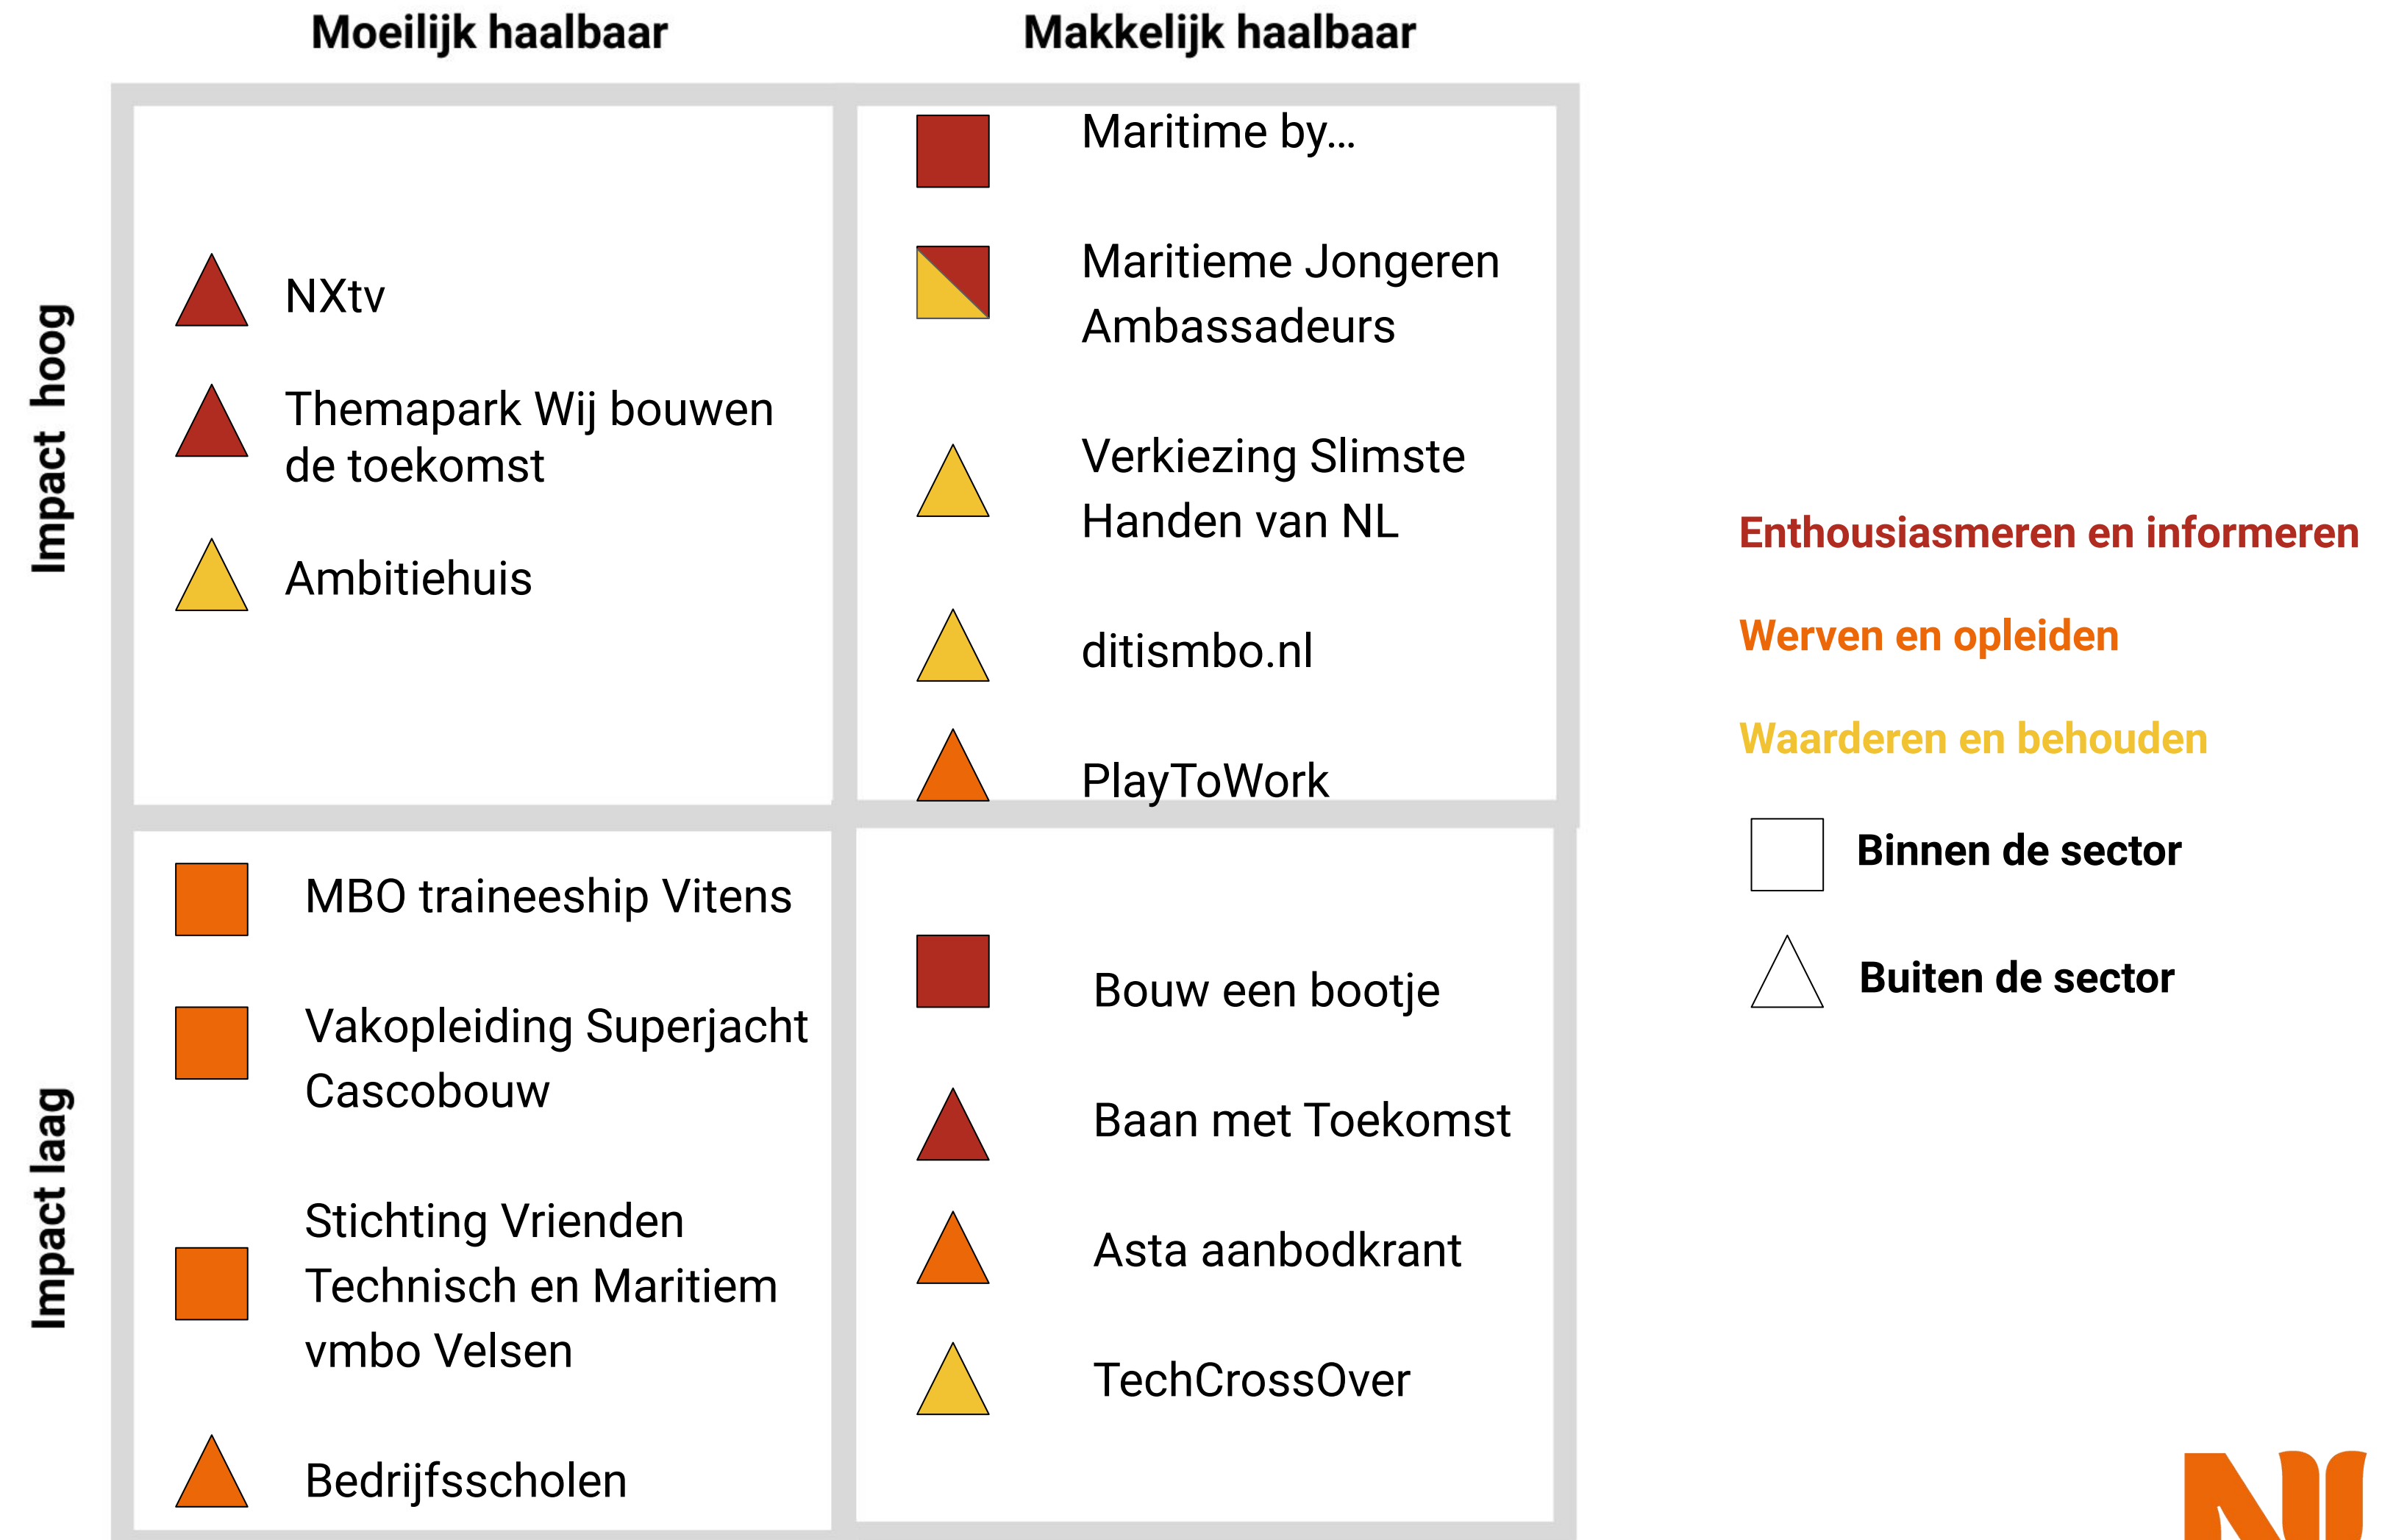 Moeilijk haalbaar
Makkelijk haalbaar
Impact hoog
NXtv
Themapark Wij bouwen
de toekomst
Ambitiehuis
Maritime by...
Maritieme Jongeren
Ambassadeurs
Verkiezing Slimste
Handen van NL
ditismbo.nl
PlayToWork
Impact laag
MBO traineeship Vitens
Vakopleiding Superjacht
Cascobouw
Stichting Vrienden
Technisch en Maritiem
vmbo Velsen
Bedrijfsscholen
Bouw een bootje
Baan met Toekomst
Asta aanbodkrant
TechCrossOver
Enthousiasmeren en informeren
Werven en opleiden
Waarderen en behouden
Binnen de sector
Buiten de sector